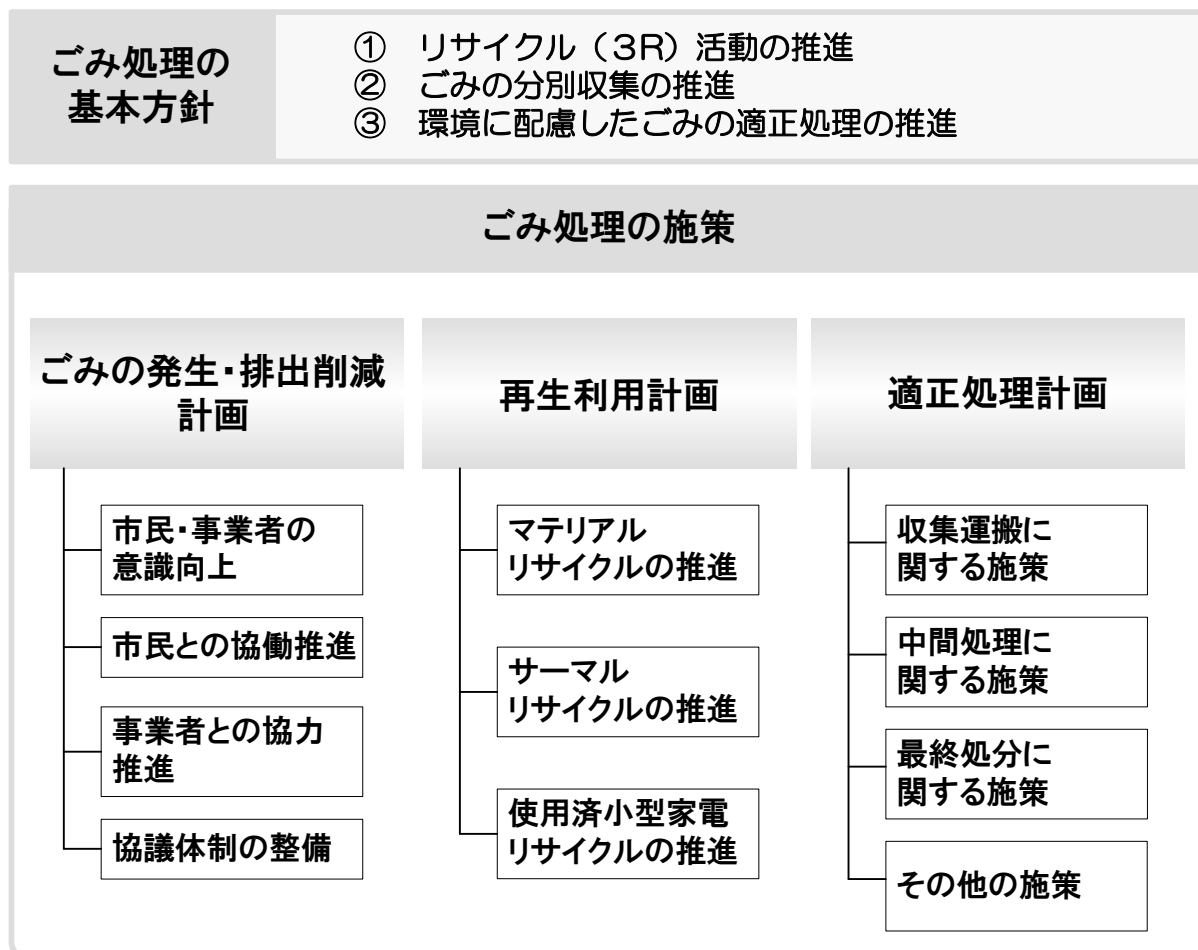 ごみ処理の
基本方針
① リサイクル（３R）活動の推進
② ごみの分別収集の推進
③ 環境に配慮したごみの適正処理の推進
ごみ処理の施策
ごみの発生・排出削減
計画
市民・事業者の
意識向上
市民との協働推進
事業者との協力
推進
協議体制の整備
再生利用計画
マテリアル
リサイクルの推進
サーマル
リサイクルの推進
使用済小型家電
リサイクルの推進
適正処理計画
収集運搬に
関する施策
中間処理に
関する施策
最終処分に
関する施策
その他の施策